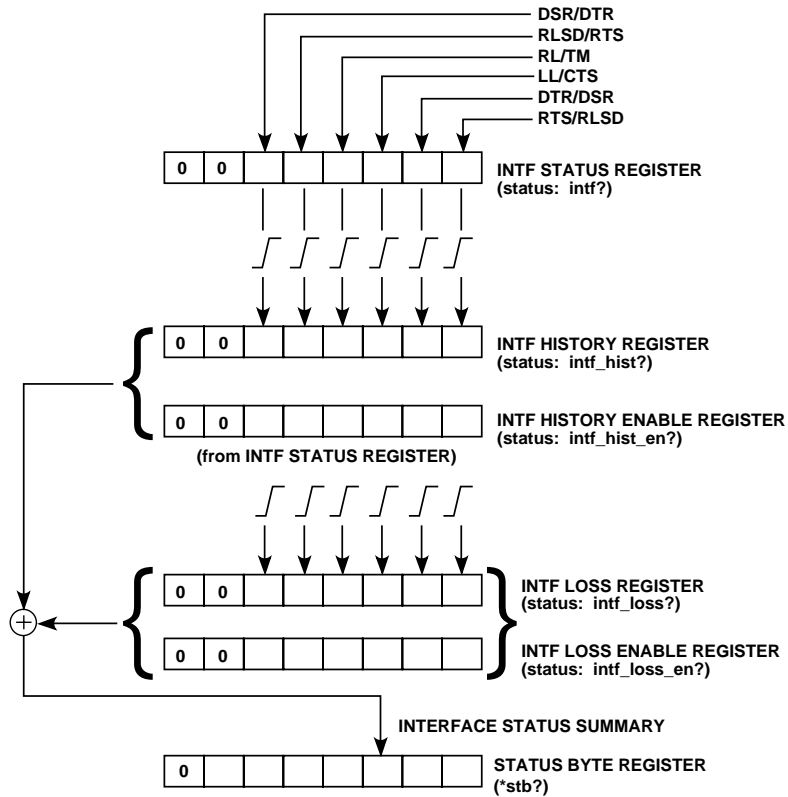 DSR/DTR
RLSD/RTS
RL/TM
LL/CTS
DTR/DSR
RTS/RLSD
0 0
INTF STATUS REGISTER
(status: intf?)
0 0
INTF HISTORY REGISTER
(status: intf_hist?)
0 0
INTF HISTORY ENABLE REGISTER
(status: intf_hist_en?)
(from INTF STATUS REGISTER)
0 0
INTF LOSS REGISTER
(status: intf_loss?)
+
0 0
INTF LOSS ENABLE REGISTER
(status: intf_loss_en?)
INTERFACE STATUS SUMMARY
0
STATUS BYTE REGISTER
(*stb?)